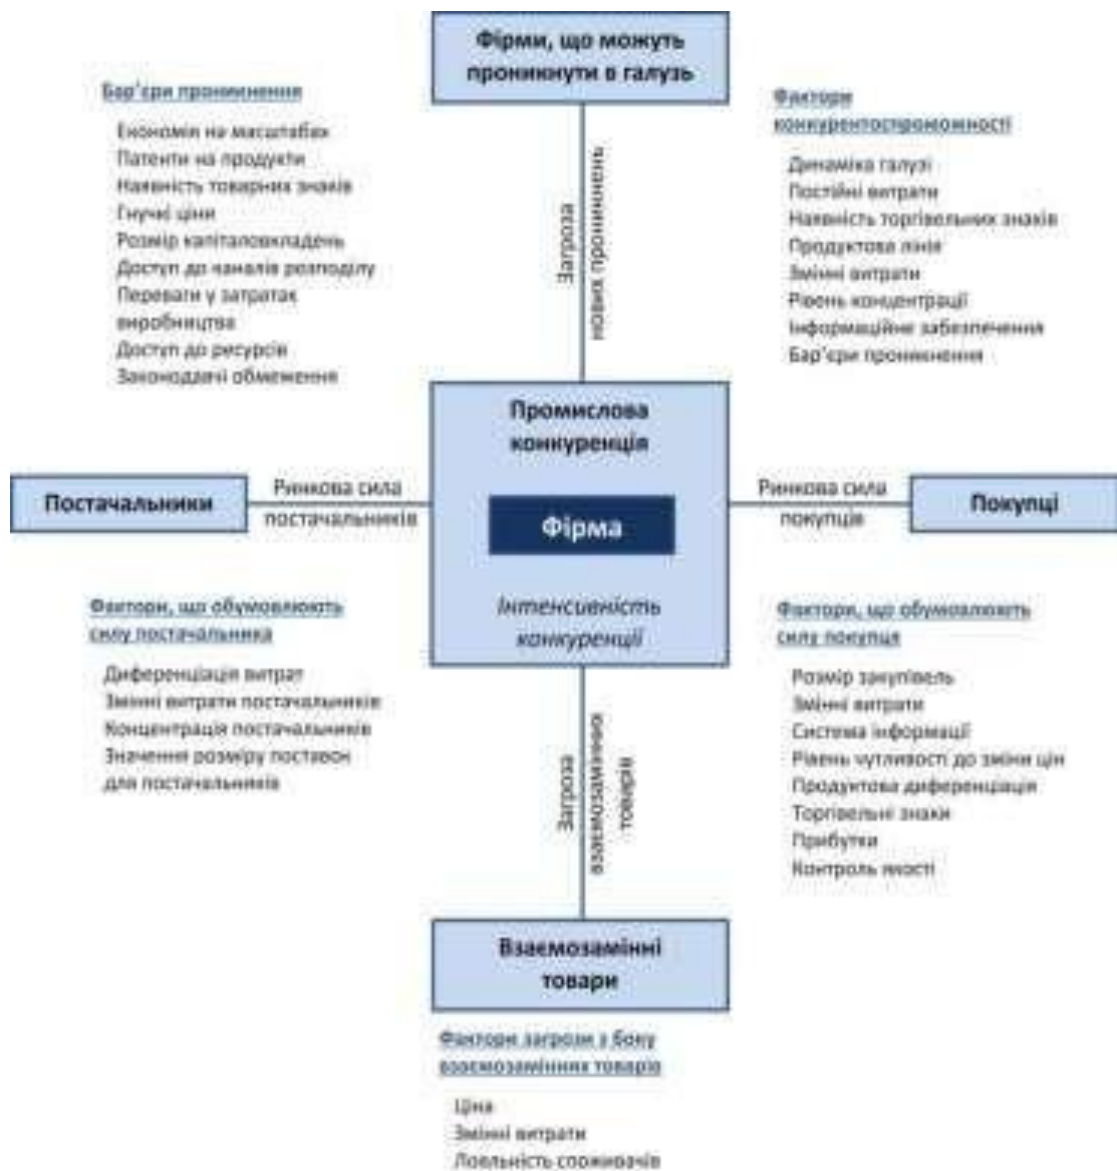 Фірми, що можуть
проникнути в галузь
Бар'єри проникнення
Економія на масштабах
Патенти на продукти
Наявність товарних знаків
Гнучкі ціни
Розмір капіталовкладень
Доступ до каналів розподілу
Переваги у затратах
виробництва
Доступ до ресурсів
Законодавчі обмеження
Загроза
нових проникнень
Фактори
конкурентоспроможності
Динаміка галузі
Постійні витрати
Наявність торгівельних знаків
Продуктова лінія
Змінні витрати
Рівень концентрації
Інформаційне забезпечення
Бар'єри проникнення
Промислова
конкуренція
Фірма
Інтенсивність
конкуренції
Постачальники
Ринкова сила
постачальників
Ринкова сила
покупців
Покупці
Фактори, що обумовлюють
силу постачальника
Диференціація витрат
Змінні витрати постачальників
Концентрація постачальників
Значення розміру поставок
для постачальників
Загроза
взаємозамінних
товарів
Фактори, що обумовлюють
силу покупця
Розмір закупівель
Змінні витрати
Система інформації
Рівень чутливості до зміни цін
Продуктова диференціація
Торгівельні знаки
Прибутки
Контроль якості
Взаємозамінні
товари
Фактори загрози з боку
взаємозамінних товарів
Ціна
Змінні витрати
Лояльність споживачів